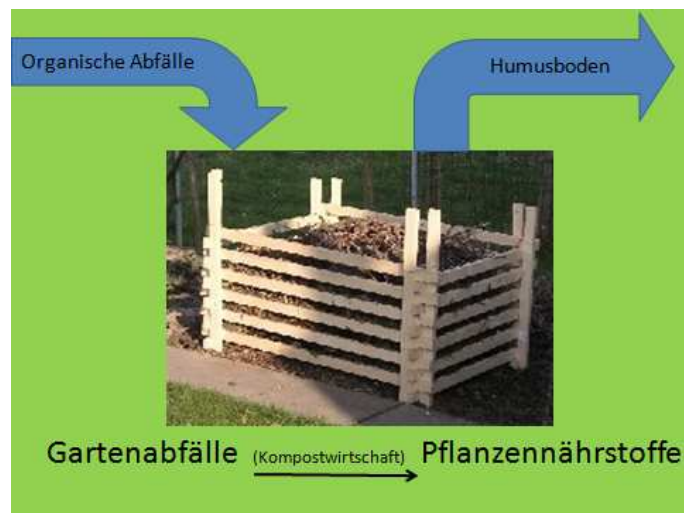 Organische Abfälle
Humusboden
Gartenabfälle (Kompostwirtschaft) Pflanzennährstoffe